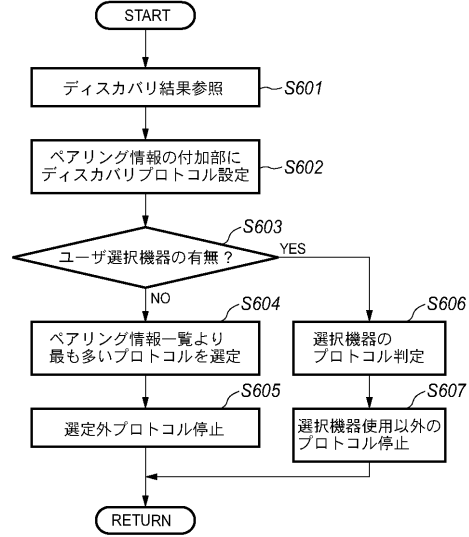 START
ディスカバリ結果参照
S601
ペアリング情報の付加部に
ディスカバリプロトコル設定
S602
S603
ユーザ選択機器の有無？
YES
NO
S604
ペアリング情報一覧より
最も多いプロトコルを選定
S606
選択機器の
プロトコル判定
S605
選定外プロトコル停止
S607
選択機器使用以外の
プロトコル停止
RETURN